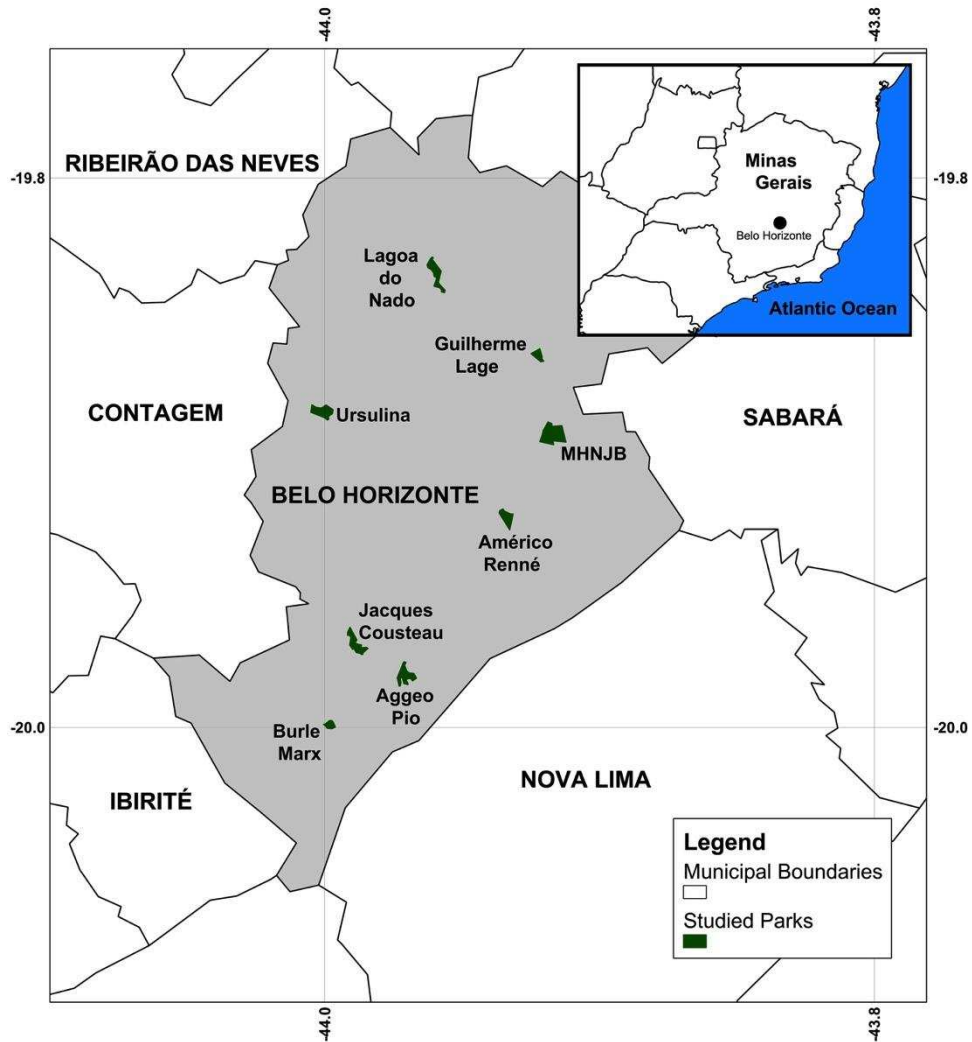 -44.0
-43.8
RIBEIRÃO DAS NEVES
-19.8
-19.8
Minas
Gerais
Belo Horizonte
Atlantic Ocean
Lagoa
do
Nado
Guilherme
Lage
CONTAGEM
Ursulina
SABARÁ
MHNJB
BELO HORIZONTE
Américo
Renné
Jacques
Cousteau
Aggeo
Pio
-20.0
-20.0
Burle
Marx
IBIRITÉ
NOVA LIMA
Legend
Municipal Boundaries
Studied Parks
-44.0
-43.8